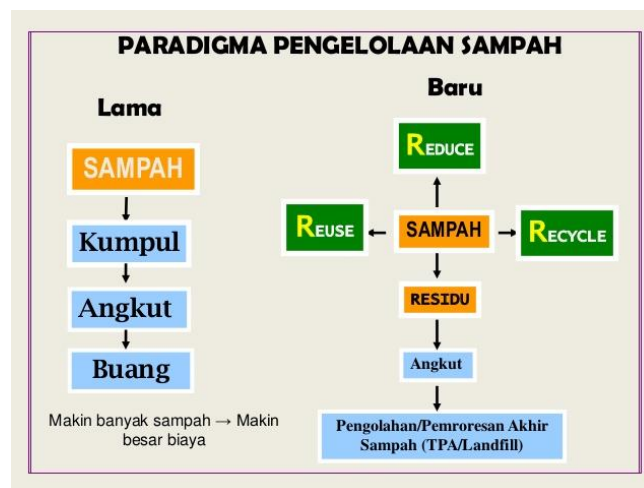 PARADIGMA PENGELOLAAN SAMPAH
Lama
SAMPAH
Kumpul
Angkut
Buang
Makin banyak sampah → Makin
besar biaya
Baru
REDUCE
REUSE
SAMPAH
RECYCLE
RESIDU
Angkut
Pengolahan/Pemroresan Akhir
Sampah (TPA/Landfill)